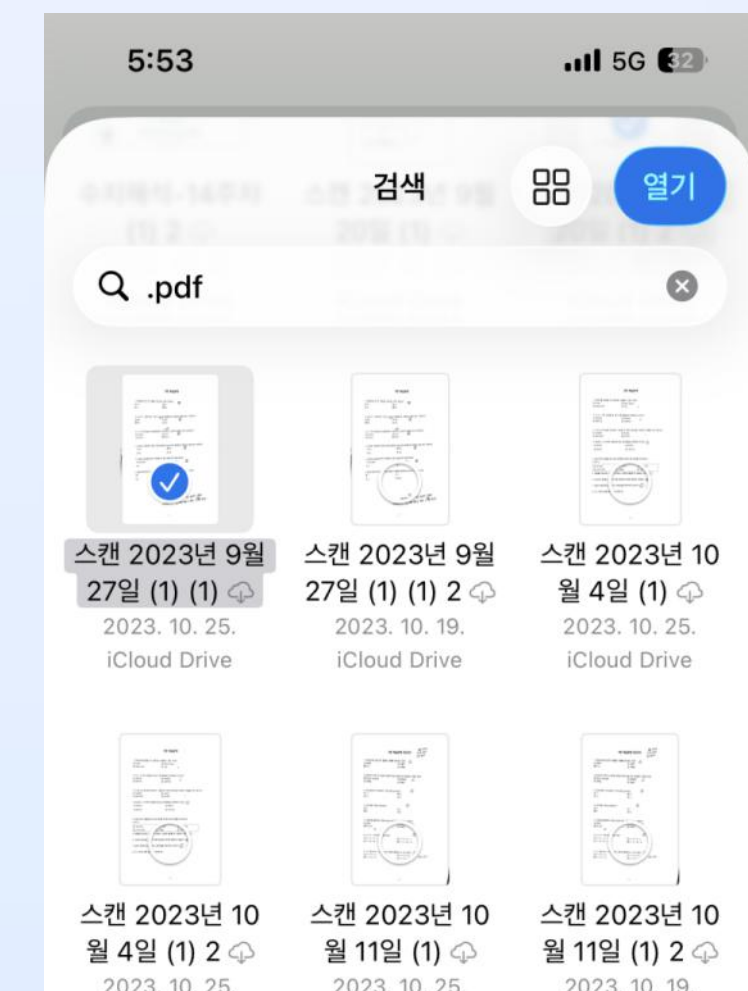 5:53
5G 32
검색
열기
.pdf
스캔 2023년 9월
27일 (1) (1)
2023. 10. 25.
iCloud Drive
스캔 2023년 9월
27일 (1) (1) 2
2023. 10. 19.
iCloud Drive
스캔 2023년 10
월 4일 (1)
2023. 10. 25.
iCloud Drive
스캔 2023년 10
월 4일 (1) 2
2023. 10. 25.
스캔 2023년 10
월 11일 (1)
2023. 10. 25.
스캔 2023년 10
월 11일 (1) 2
2023. 10. 19.